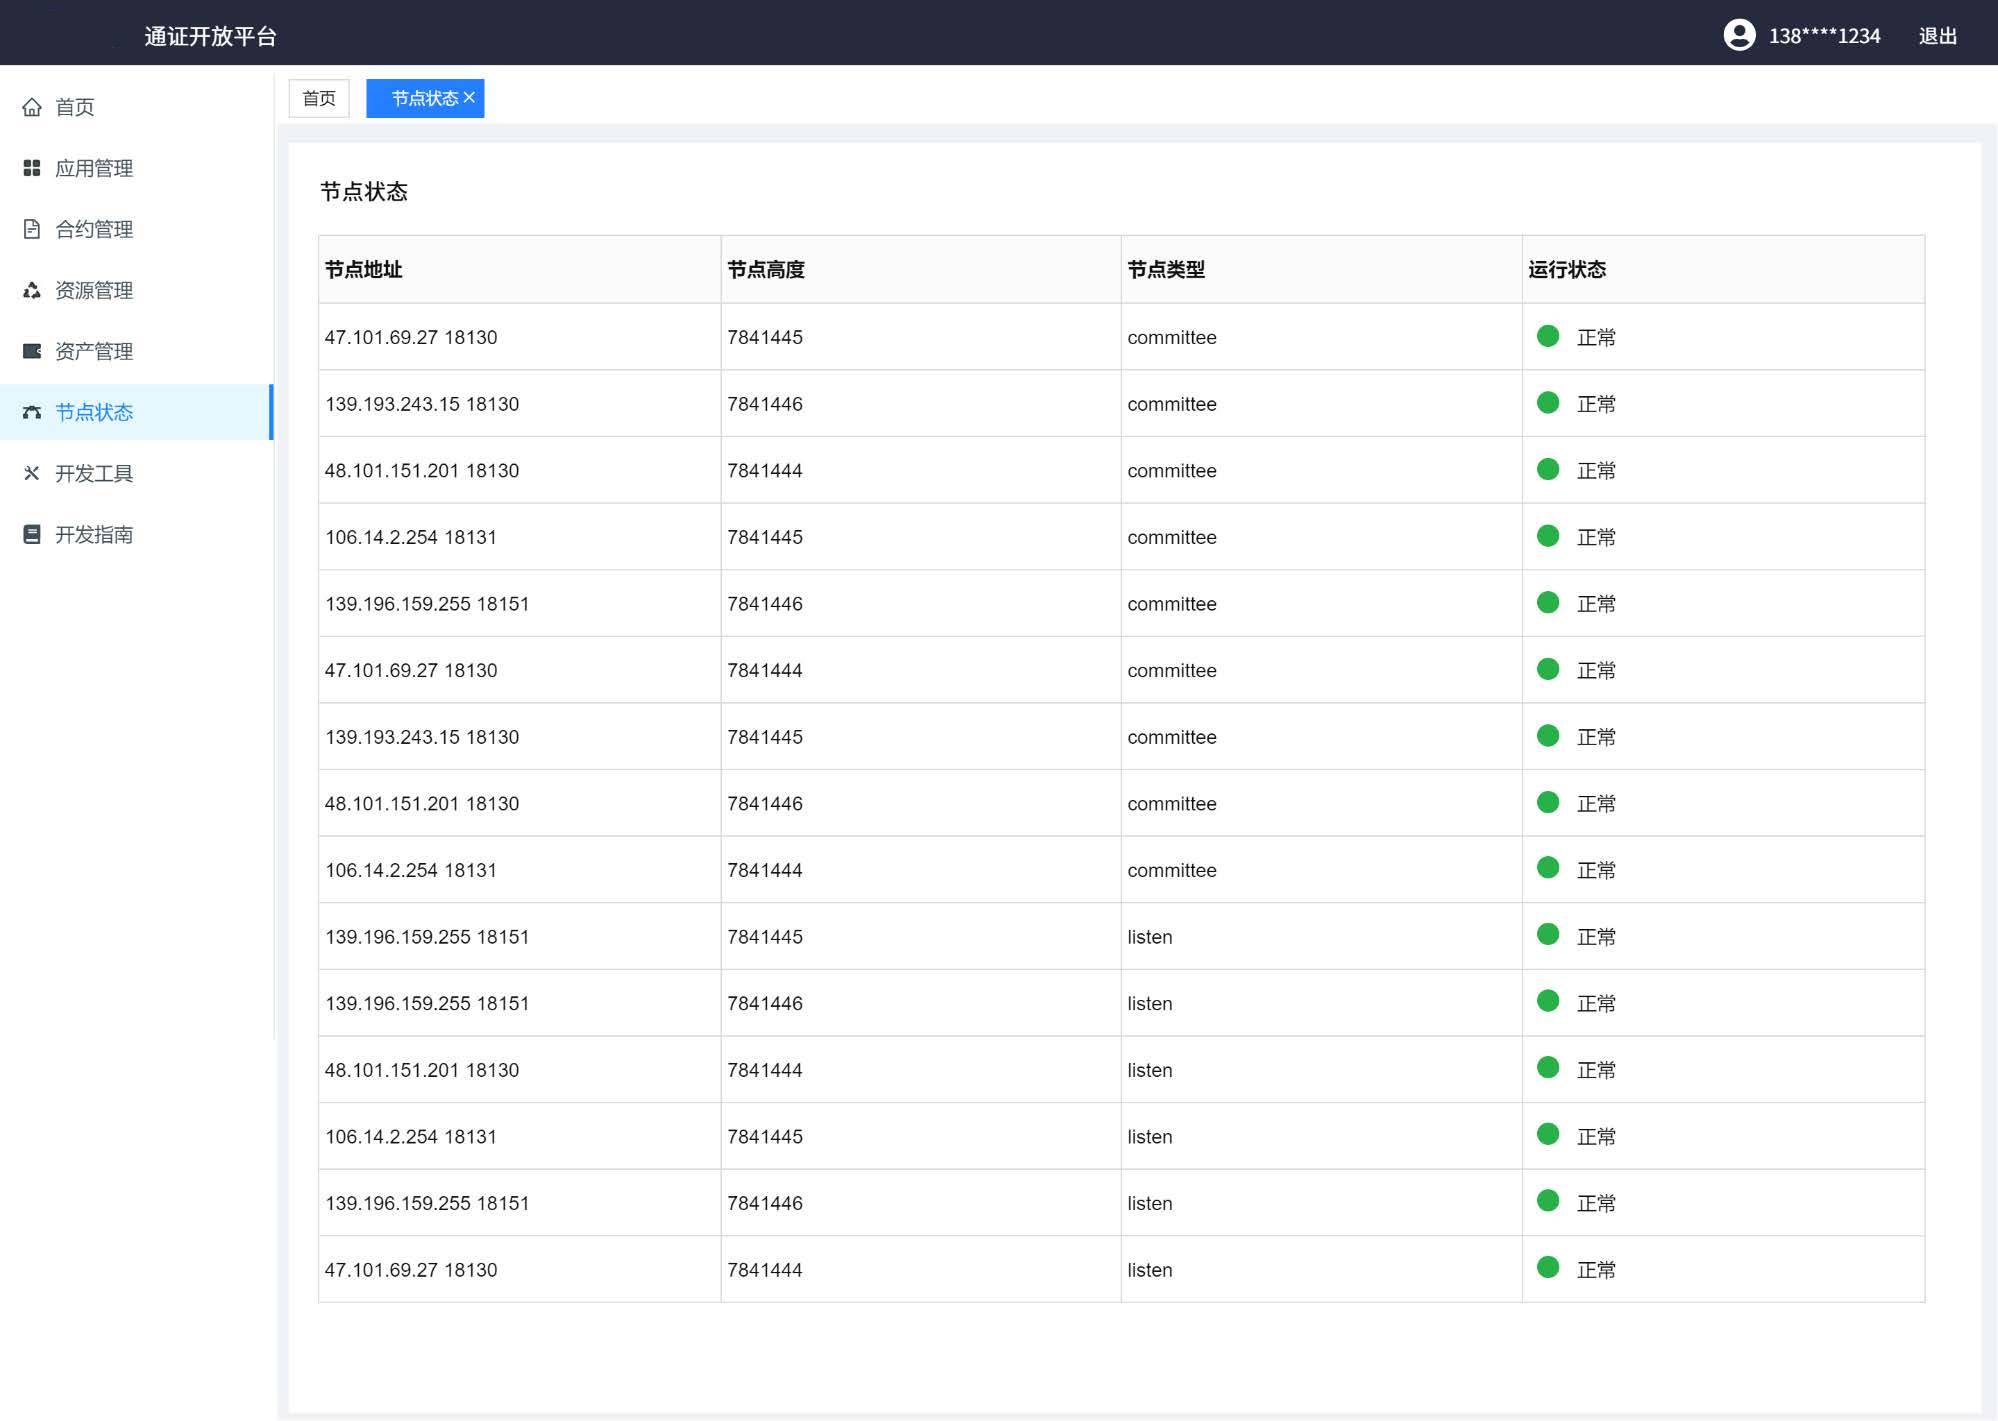 通证开放平台
138****1234 退出
首页
应用管理
合约管理
资源管理
资产管理
节点状态
开发工具
开发指南
首页 节点状态
节点状态
节点地址 节点高度 节点类型 运行状态
47.101.69.27 18130 7841445 committee 正常
139.193.243.15 18130 7841446 committee 正常
48.101.151.201 18130 7841444 committee 正常
106.14.2.254 18131 7841445 committee 正常
139.196.159.255 18151 7841446 committee 正常
47.101.69.27 18130 7841444 committee 正常
139.193.243.15 18130 7841445 committee 正常
48.101.151.201 18130 7841446 committee 正常
106.14.2.254 18131 7841444 committee 正常
139.196.159.255 18151 7841445 listen 正常
139.196.159.255 18151 7841446 listen 正常
48.101.151.201 18130 7841444 listen 正常
106.14.2.254 18131 7841445 listen 正常
139.196.159.255 18151 7841446 listen 正常
47.101.69.27 18130 7841444 listen 正常